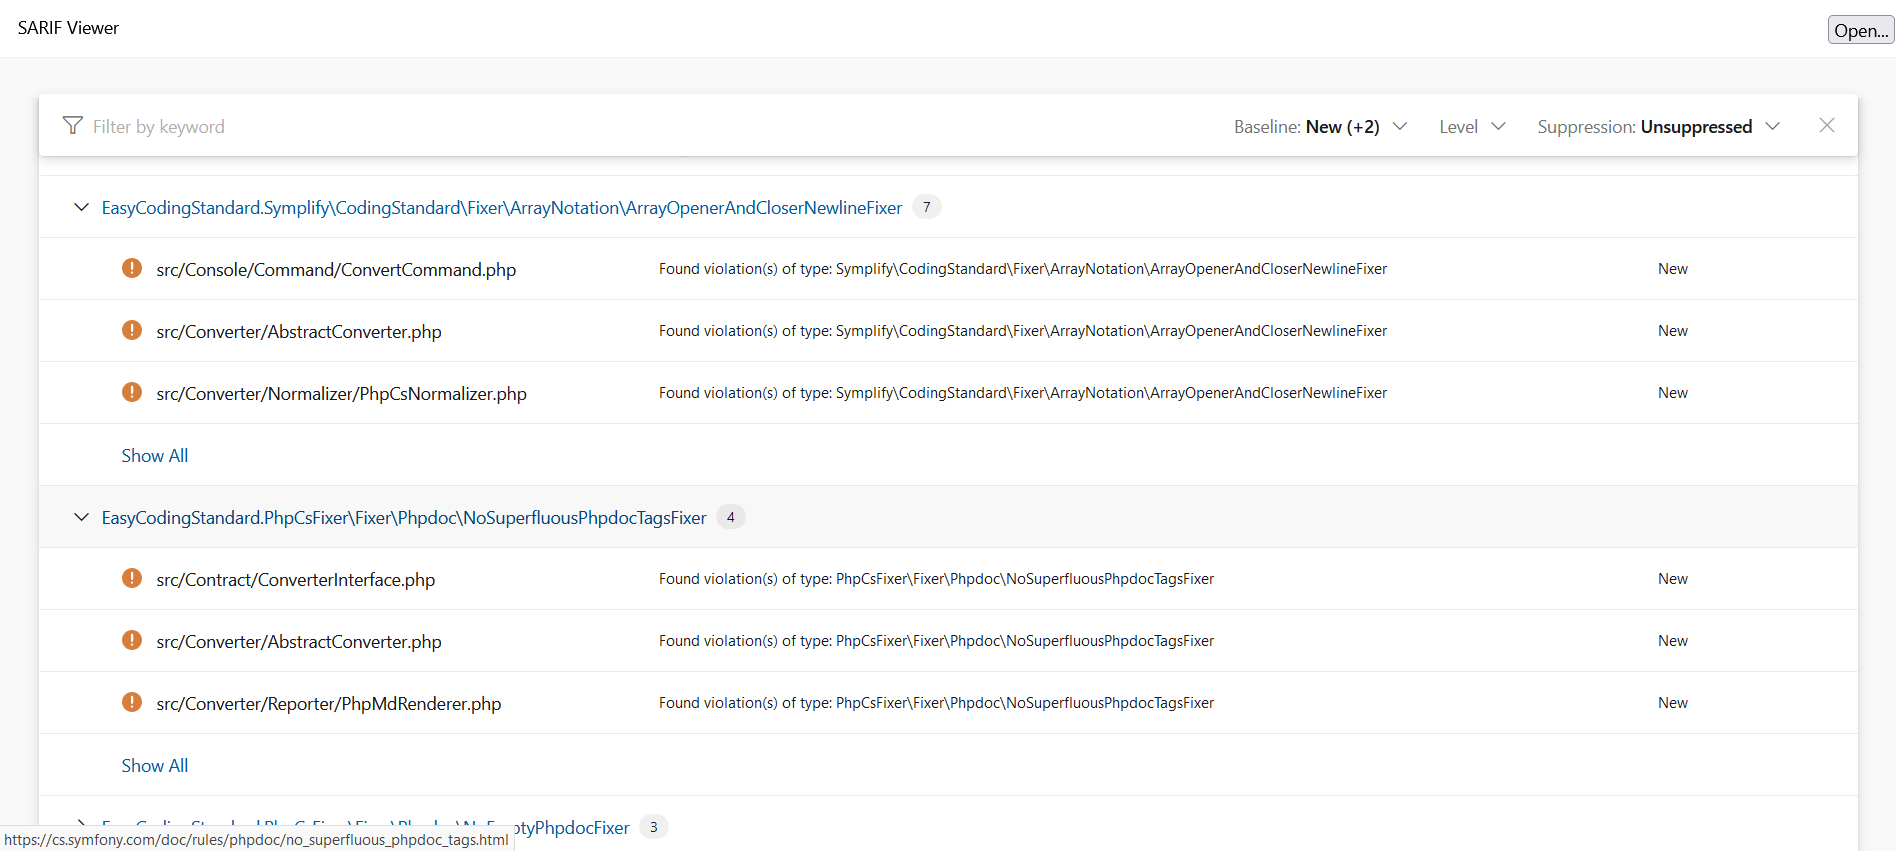 SARIF Viewer
Open...
Filter by keyword
Baseline: New (+2)
Level
Suppression: Unsuppressed
EasyCodingStandard.Symplify\CodingStandard\Fixer\ArrayNotation\ArrayOpenerAndCloserNewlineFixer 7
src/Console/Command/ConvertCommand.php Found violation(s) of type: Symplify\CodingStandard\Fixer\ArrayNotation\ArrayOpenerAndCloserNewlineFixer New
src/Converter/AbstractConverter.php Found violation(s) of type: Symplify\CodingStandard\Fixer\ArrayNotation\ArrayOpenerAndCloserNewlineFixer New
src/Converter/Normalizer/PhpCsNormalizer.php Found violation(s) of type: Symplify\CodingStandard\Fixer\ArrayNotation\ArrayOpenerAndCloserNewlineFixer New
Show All
EasyCodingStandard.PhpCsFixer\Fixer\Phpdoc\NoSuperfluousPhpdocTagsFixer 4
src/Contract/ConverterInterface.php Found violation(s) of type: PhpCsFixer\Fixer\Phpdoc\NoSuperfluousPhpdocTagsFixer New
src/Converter/AbstractConverter.php Found violation(s) of type: PhpCsFixer\Fixer\Phpdoc\NoSuperfluousPhpdocTagsFixer New
src/Converter/Reporter/PhpMdRenderer.php Found violation(s) of type: PhpCsFixer\Fixer\Phpdoc\NoSuperfluousPhpdocTagsFixer New
Show All
ptyPhpdocFixer 3
https://cs.symfony.com/doc/rules/phpdoc/no_superfluous_phpdoc_tags.html